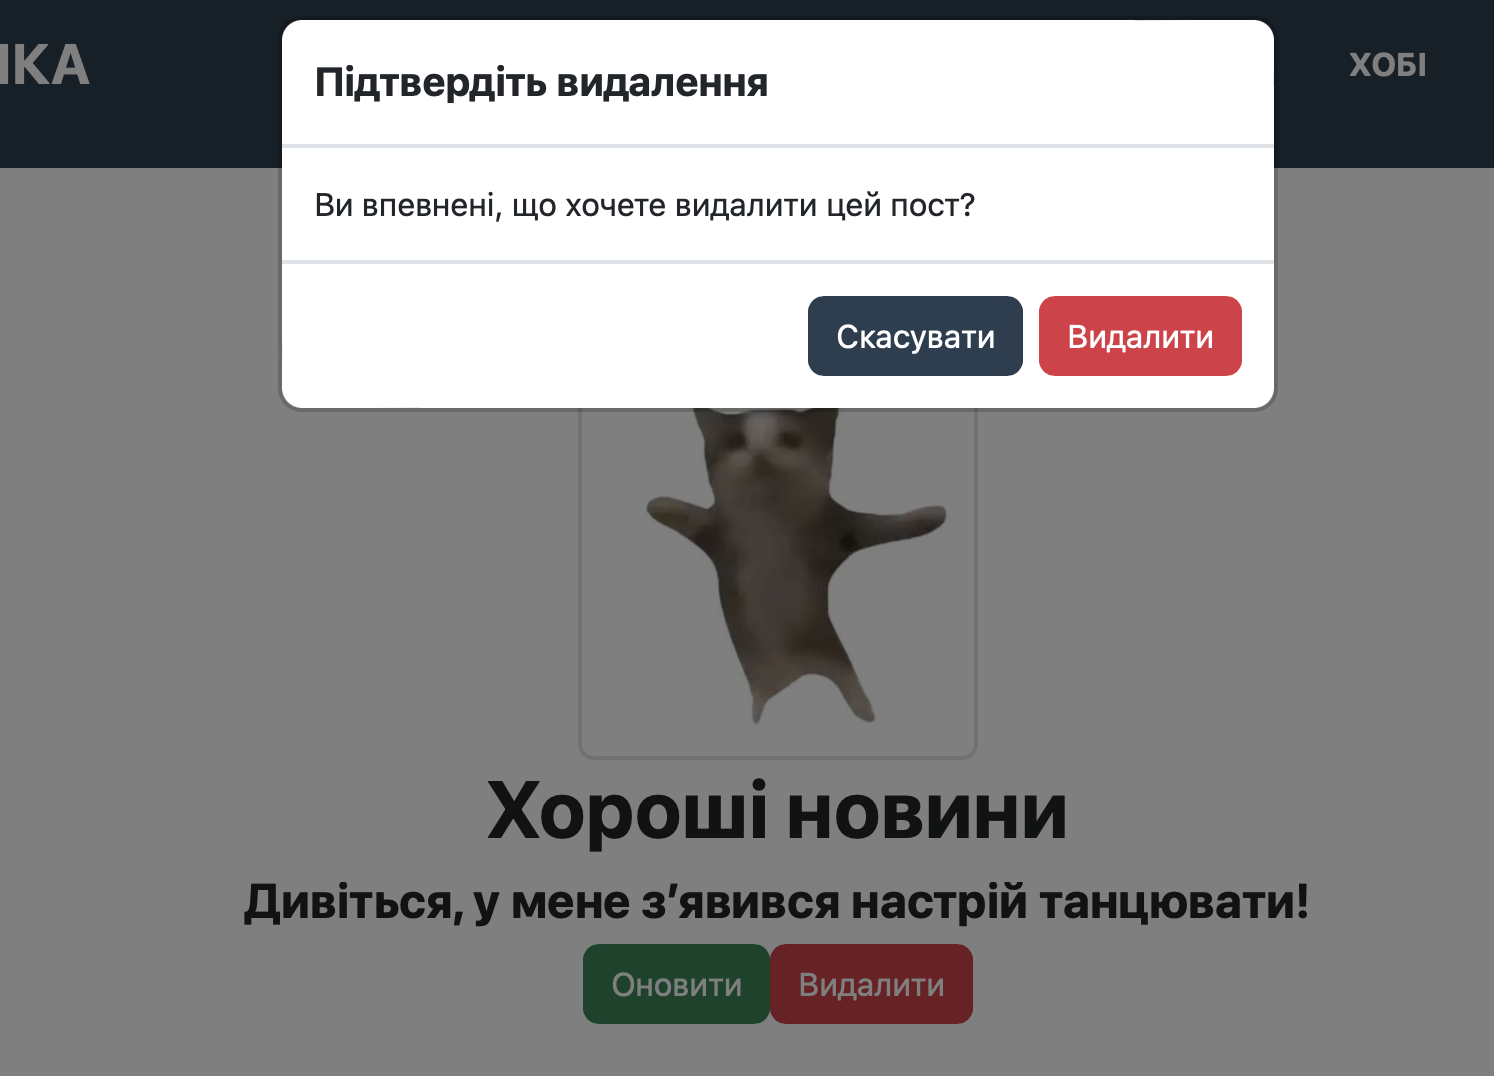 ХОБІ
Підтвердіть видалення
Ви впевнені, що хочете видалити цей пост?
Скасувати
Видалити
Хороші новини
Дивіться, у мене з’явився настрій танцювати!
Оновити
Видалити